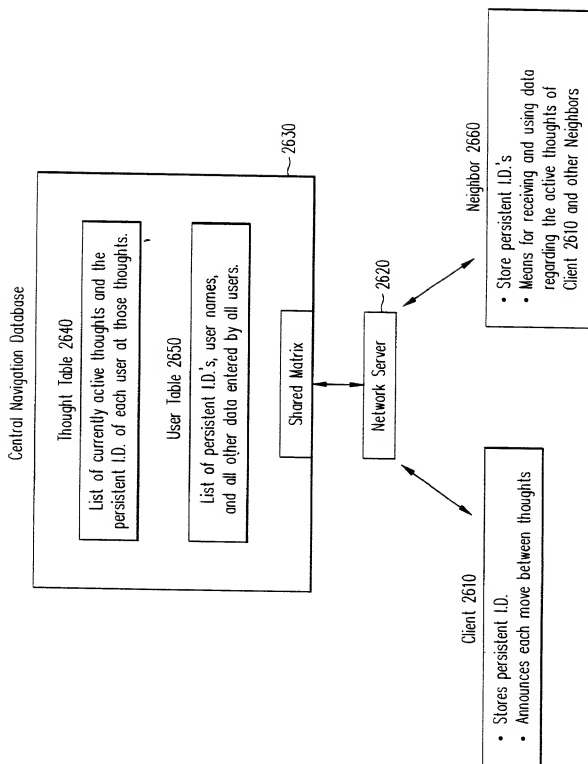 Central Navigation Database
Thought Table 2640
List of currently active thoughts and the
persistent I.D. of each user at those thoughts.
User Table 2650
List of persistent I.D.'s, user names,
and all other data entered by all users.
Shared Matrix
2630
Network Server
2620
Client 2610
• Stores persistent I.D.
• Announces each move between thoughts
Neighbor 2660
• Store persistent I.D.'s
• Means for receiving and using data
regarding the active thoughts of
Client 2610 and other Neighbors